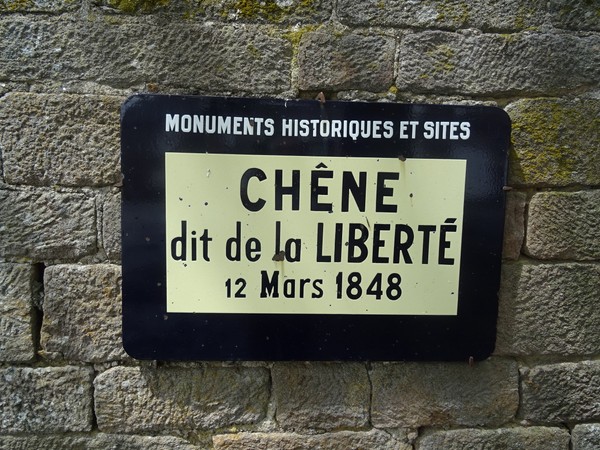 MONUMENTS HISTORIQUES ET SITES
CHÊNE
dit de la LIBERTÉ
12 Mars 1848